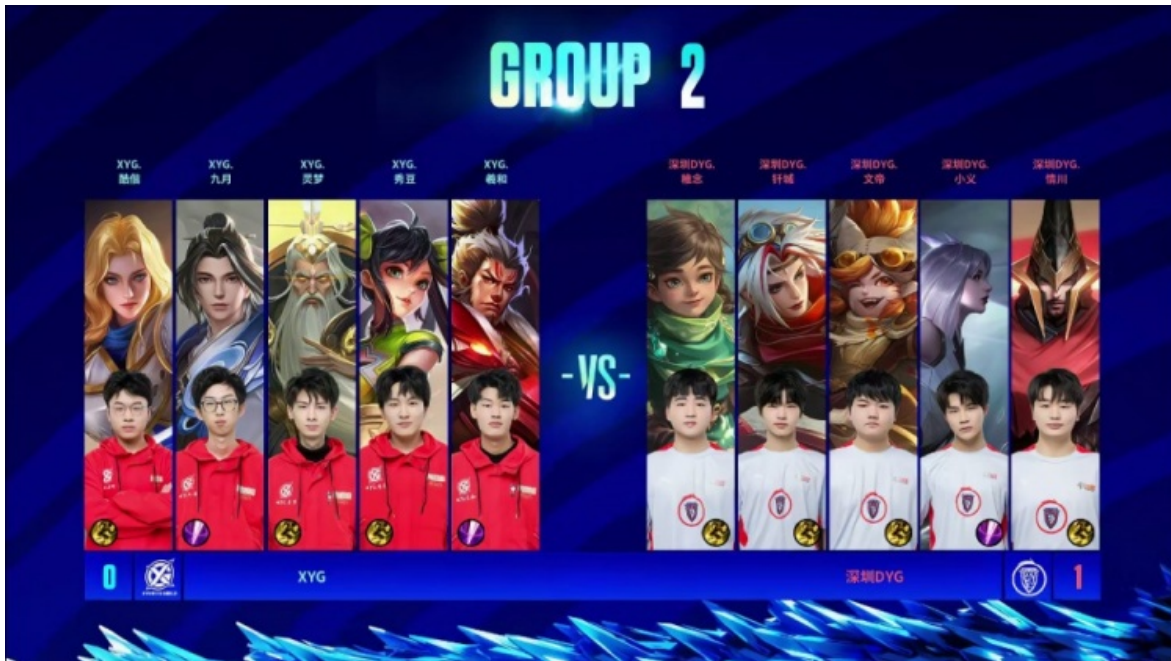 GROUP 2
XYG.
酷偕
XYG.
九月
XYG.
灵梦
XYG.
秀豆
XYG.
羲和
深圳DYG.
稚念
深圳DYG.
轩城
深圳DYG.
文帝
深圳DYG.
小义
深圳DYG.
情川
-VS-
0
XYG
深圳DYG
1